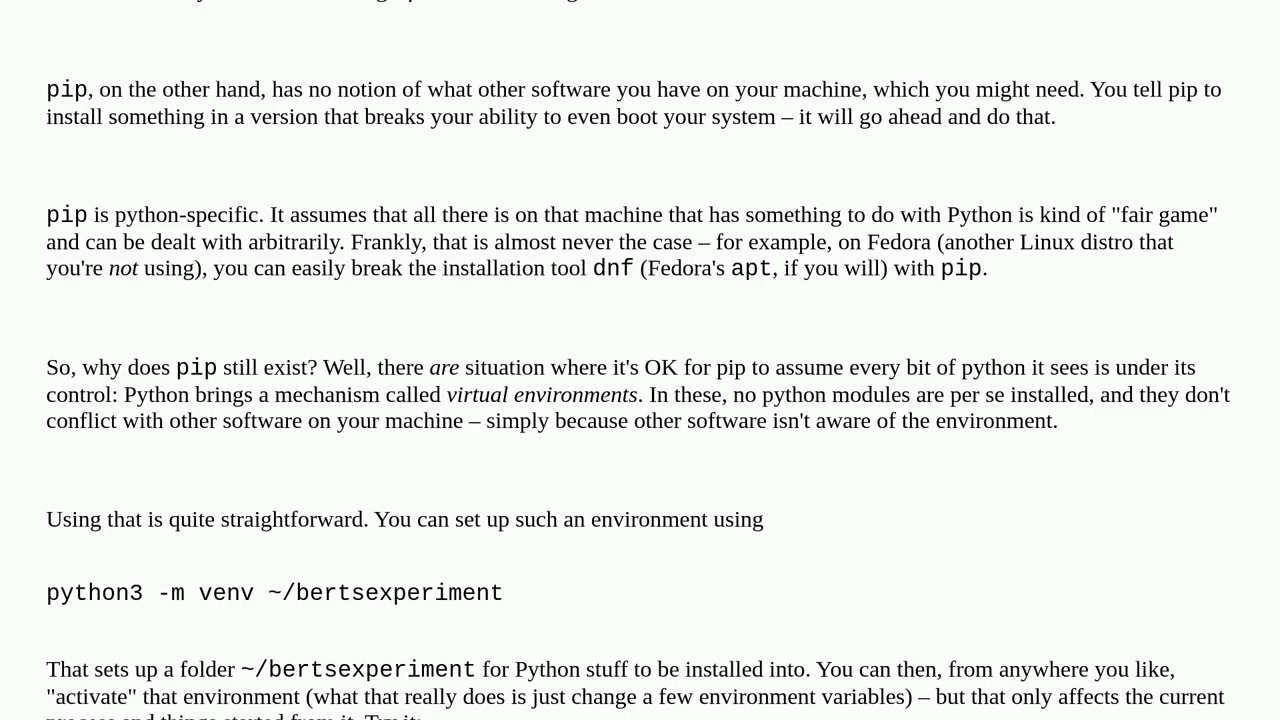 pip, on the other hand, has no notion of what other software you have on your machine, which you might need. You tell pip to
install something in a version that breaks your ability to even boot your system – it will go ahead and do that.
pip is python-specific. It assumes that all there is on that machine that has something to do with Python is kind of "fair game"
and can be dealt with arbitrarily. Frankly, that is almost never the case – for example, on Fedora (another Linux distro that
you're not using), you can easily break the installation tool dnf (Fedora's apt, if you will) with pip.
So, why does pip still exist? Well, there are situation where it's OK for pip to assume every bit of python it sees is under its
control: Python brings a mechanism called virtual environments. In these, no python modules are per se installed, and they don't
conflict with other software on your machine – simply because other software isn't aware of the environment.
Using that is quite straightforward. You can set up such an environment using
python3 -m venv ~/bertsexperiment
That sets up a folder ~/bertsexperiment for Python stuff to be installed into. You can then, from anywhere you like,
"activate" that environment (what that really does is just change a few environment variables) – but that only affects the current